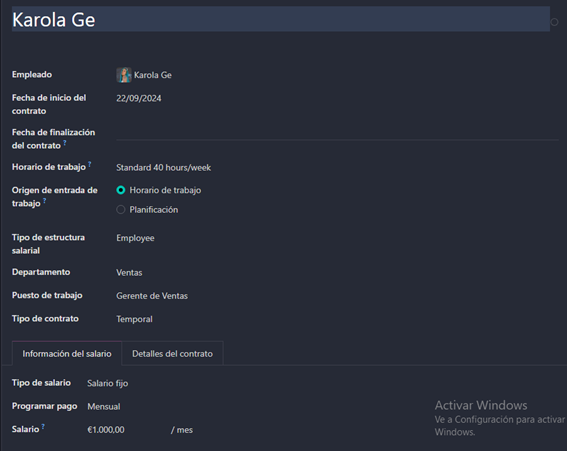 Karola Ge
Empleado Karola Ge
Fecha de inicio del 22/09/2024
contrato
Fecha de finalización
del contrato ?
Horario de trabajo ? Standard 40 hours/week
Origen de entrada de Horario de trabajo
trabajo ?
Planificación
Tipo de estructura Employee
salarial
Departamento Ventas
Puesto de trabajo Gerente de Ventas
Tipo de contrato Temporal
Información del salario Detalles del contrato
Tipo de salario Salario fijo
Programar pago Mensual
Salario ? €1.000,00 / mes
Activar Windows
Ve a Configuración para activar
Windows.